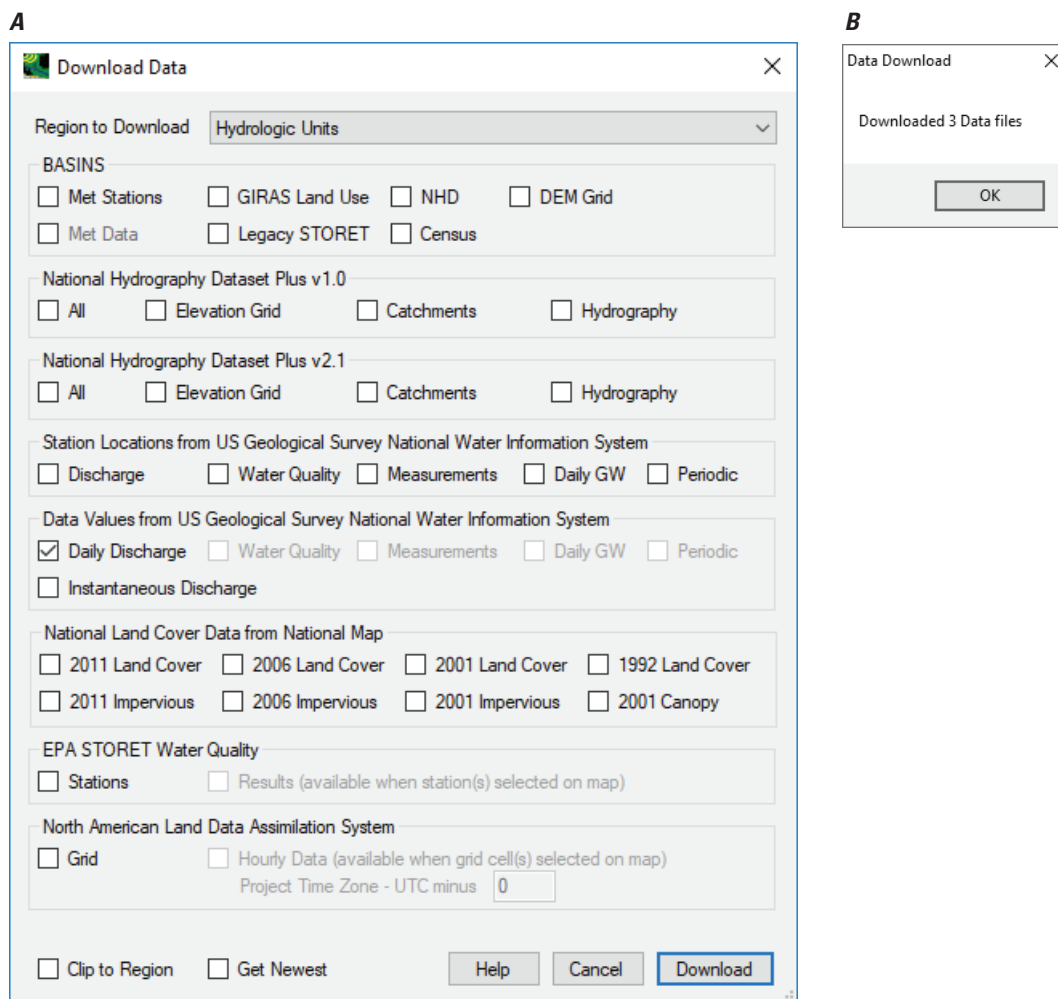 A
Download Data
Region to Download Hydrologic Units
BASINS
Met Stations GIRAS Land Use NHD DEM Grid
Met Data Legacy STORET Census
National Hydrography Dataset Plus v1.0
All Elevation Grid Catchments Hydrography
National Hydrography Dataset Plus v2.1
All Elevation Grid Catchments Hydrography
Station Locations from US Geological Survey National Water Information System
Discharge Water Quality Measurements Daily GW Periodic
Data Values from US Geological Survey National Water Information System
Daily Discharge Water Quality Measurements Daily GW Periodic
Instantaneous Discharge
National Land Cover Data from National Map
2011 Land Cover 2006 Land Cover 2001 Land Cover 1992 Land Cover
2011 Impervious 2006 Impervious 2001 Impervious 2001 Canopy
EPA STORET Water Quality
Stations Results (available when station(s) selected on map)
North American Land Data Assimilation System
Grid Hourly Data (available when grid cell(s) selected on map)
Project Time Zone - UTC minus 0
Clip to Region Get Newest Help Cancel Download
B
Data Download
Downloaded 3 Data files
OK